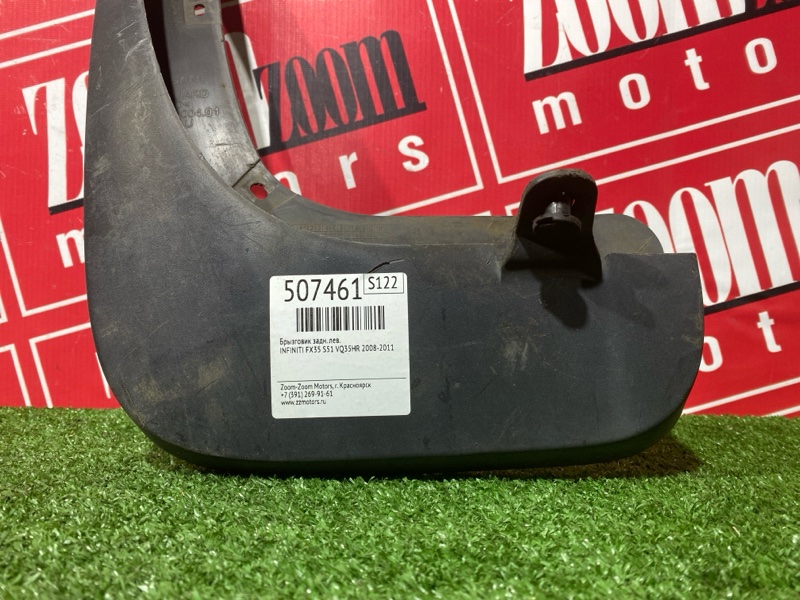 ZOOM
motors
ZOOM
motors
ZOOM
507461
S122
Брызговик задн. лев.
INFINITI FX35 S51 VQ35HR 2008-2011
Zoom-Zoom Motors, г. Красноярск
+7 (391) 269-91-61
www.zzmotors.ru